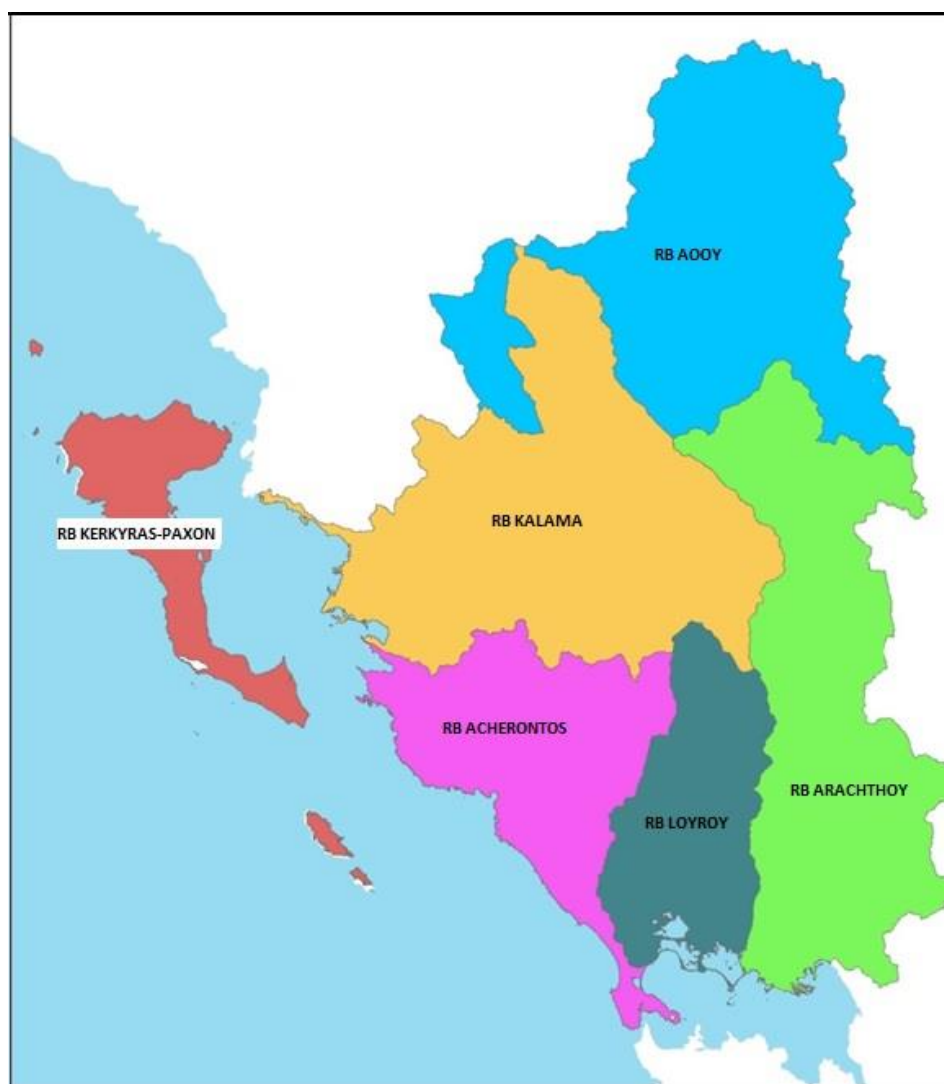 RB AOOY
RB KALAMA
RB KERKYRAS-PAXON
RB ACHERONTOS
RB ARACHTHOY
RB LOYROY